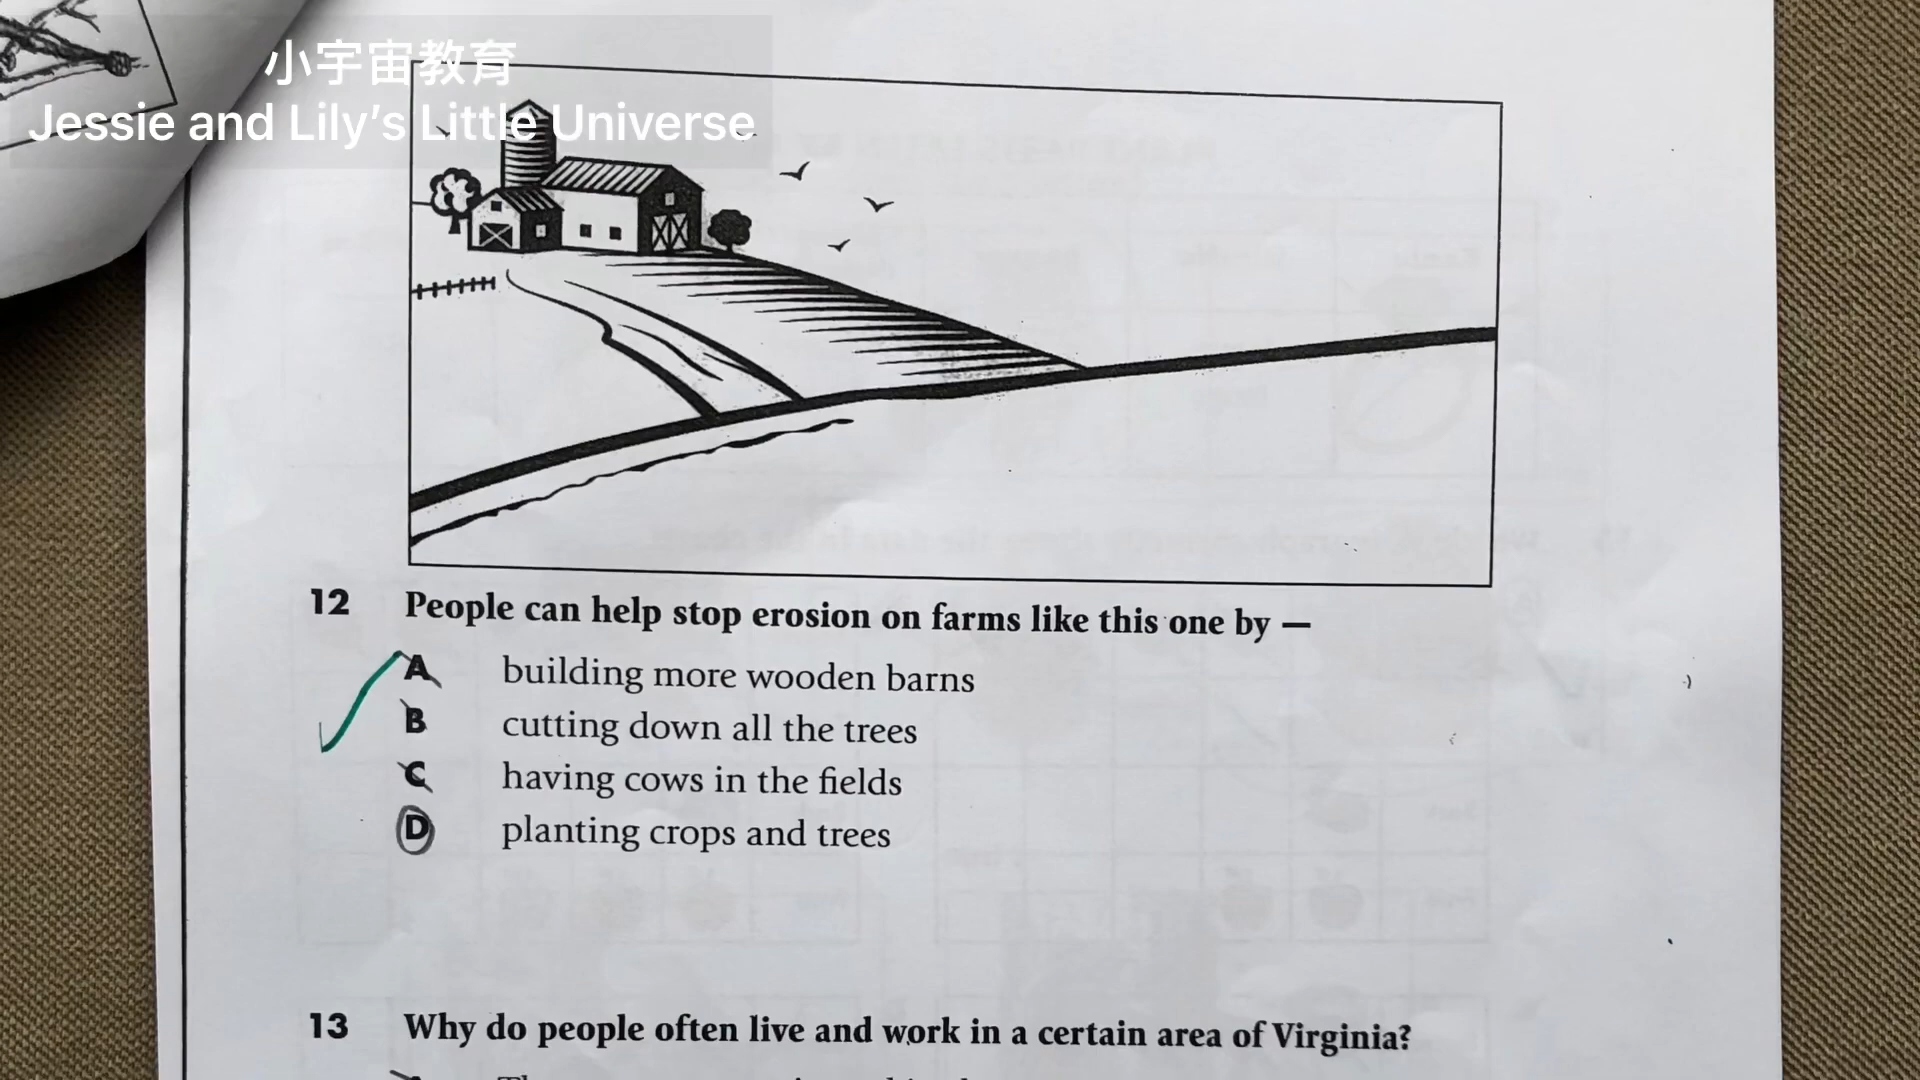 小宇宙教育
Jessie and Lily’s Little Universe
12 People can help stop erosion on farms like this one by —
A building more wooden barns
B cutting down all the trees
C having cows in the fields
D planting crops and trees
13 Why do people often live and work in a certain area of Virginia?